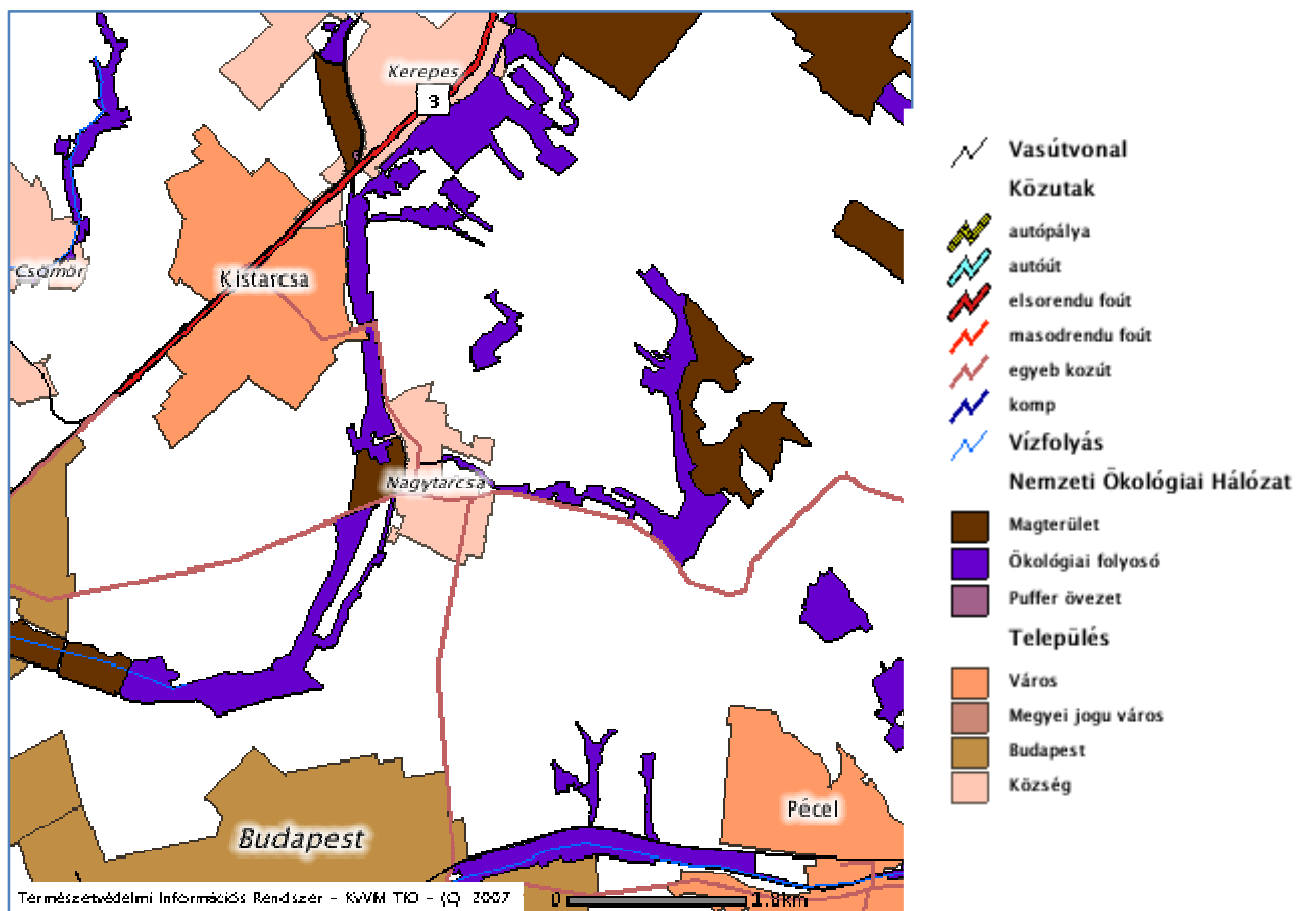 Kerepes
3
Csömör
Kistarcsa
Nagytarcsa
Pécel
Budapest
Természetvédelmi Információs Rendszer - KvVM TIO - (C) 2007
0 1.8km
Vasútvonal
Közutak
autópálya
autóút
elsorendu foút
masodrendu foút
egyeb kozút
komp
Vízfolyás
Nemzeti Ökológiai Hálózat
Magterület
Ökológiai folyosó
Puffer övezet
Település
Város
Megyei jogu város
Budapest
Község